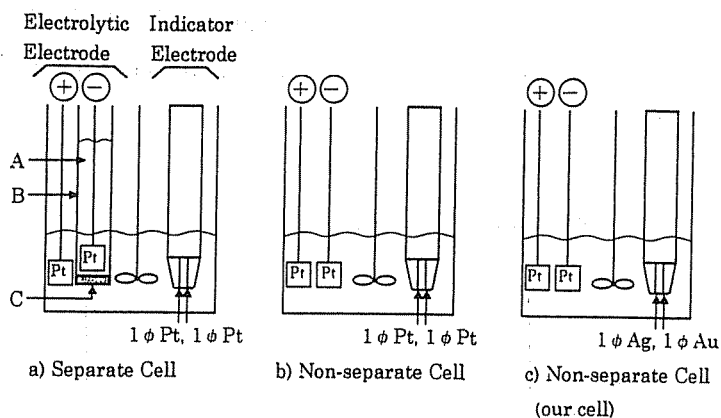 Electrolytic Indicator
Electrode Electrode
+ − + − + −
A
B
Pt Pt Pt Pt Pt Pt
C
1 φ Pt, 1 φ Pt 1 φ Pt, 1 φ Pt 1 φ Ag, 1 φ Au
a) Separate Cell b) Non-separate Cell c) Non-separate Cell
(our cell)